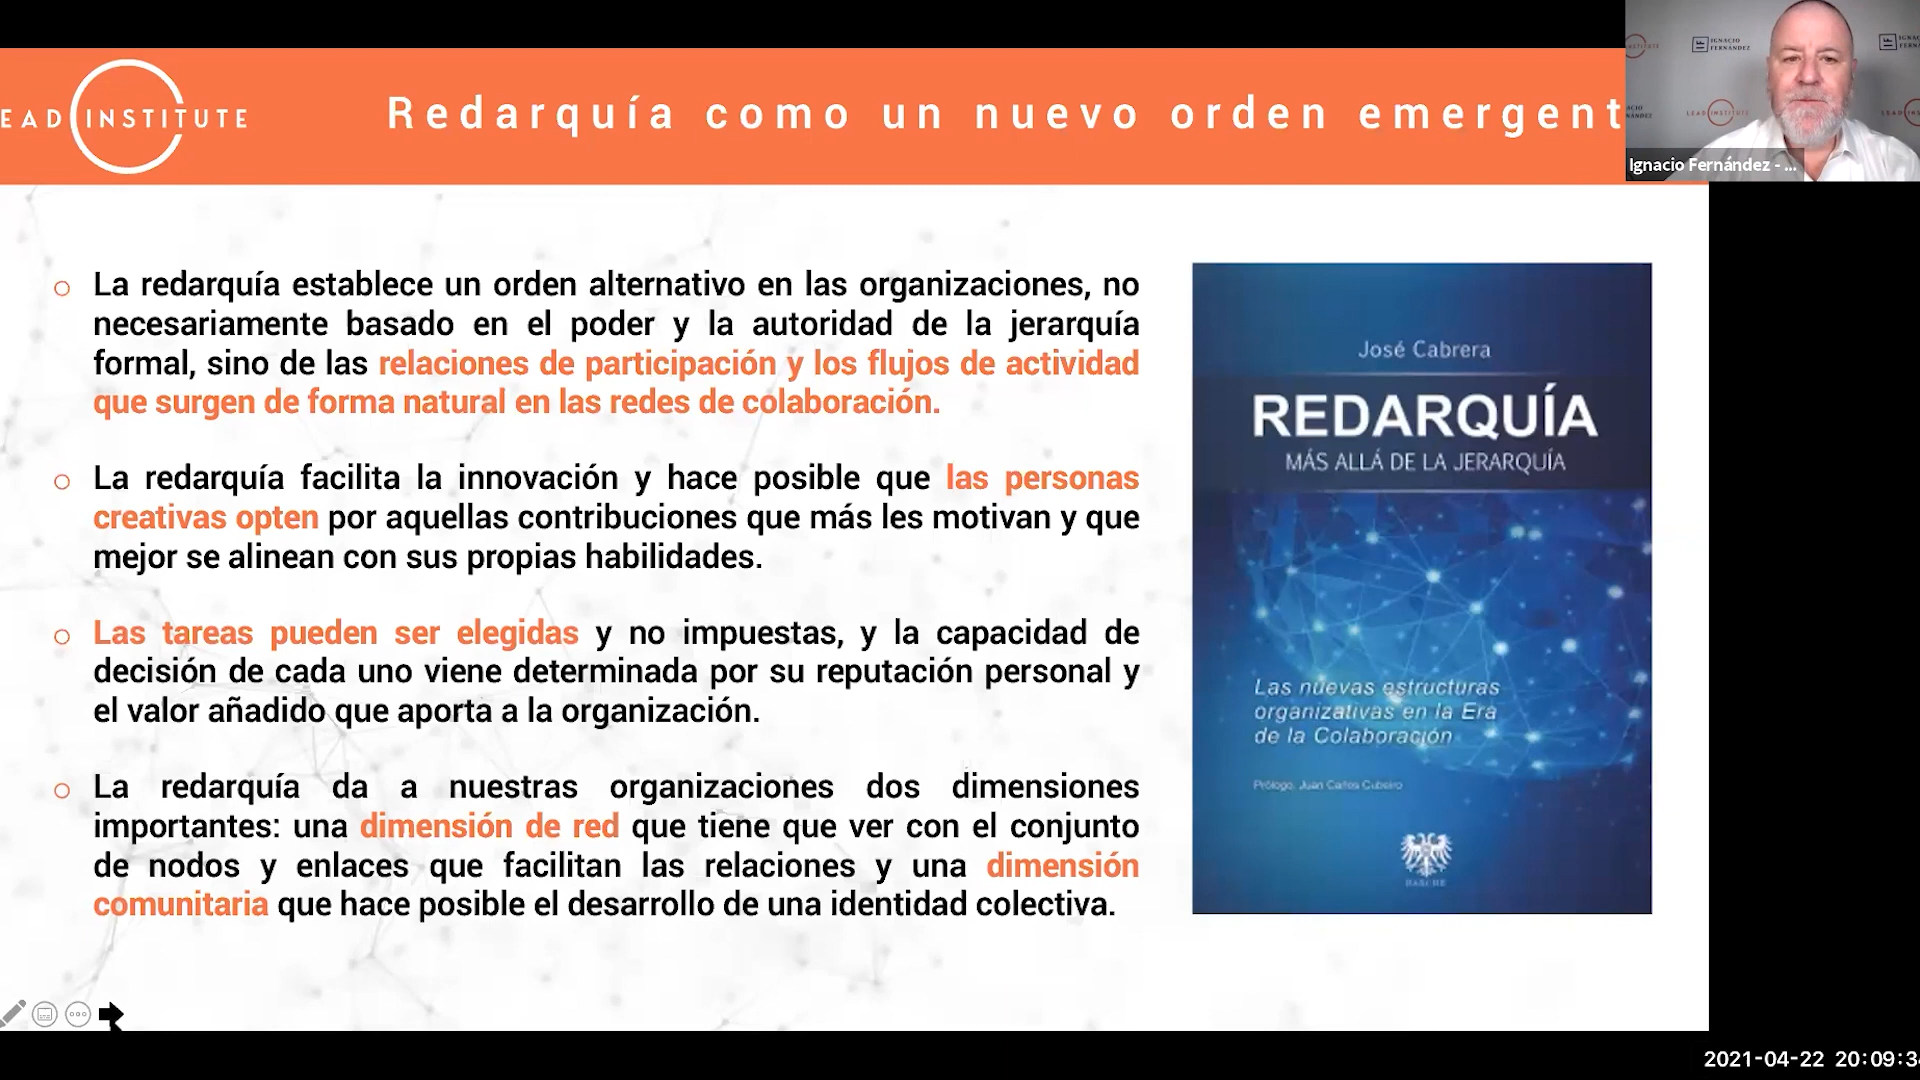 EAD INSTITUTE
Redarquía como un nuevo orden emergent
IGNACIO
FERNÁNDEZ
Ignacio Fernández - ...
La redarquía establece un orden alternativo en las organizaciones, no
necesariamente basado en el poder y la autoridad de la jerarquía
formal, sino de las relaciones de participación y los flujos de actividad
que surgen de forma natural en las redes de colaboración.
La redarquía facilita la innovación y hace posible que las personas
creativas opten por aquellas contribuciones que más les motivan y que
mejor se alinean con sus propias habilidades.
Las tareas pueden ser elegidas y no impuestas, y la capacidad de
decisión de cada uno viene determinada por su reputación personal y
el valor añadido que aporta a la organización.
La redarquía da a nuestras organizaciones dos dimensiones
importantes: una dimensión de red que tiene que ver con el conjunto
de nodos y enlaces que facilitan las relaciones y una dimensión
comunitaria que hace posible el desarrollo de una identidad colectiva.
José Cabrera
REDARQUÍA
MÁS ALLÁ DE LA JERARQUÍA
Las nuevas estructuras
organizativas en la Era
de la Colaboración
Prólogo: Juan Carlos Cubeiro
2021-04-22 20:09:3